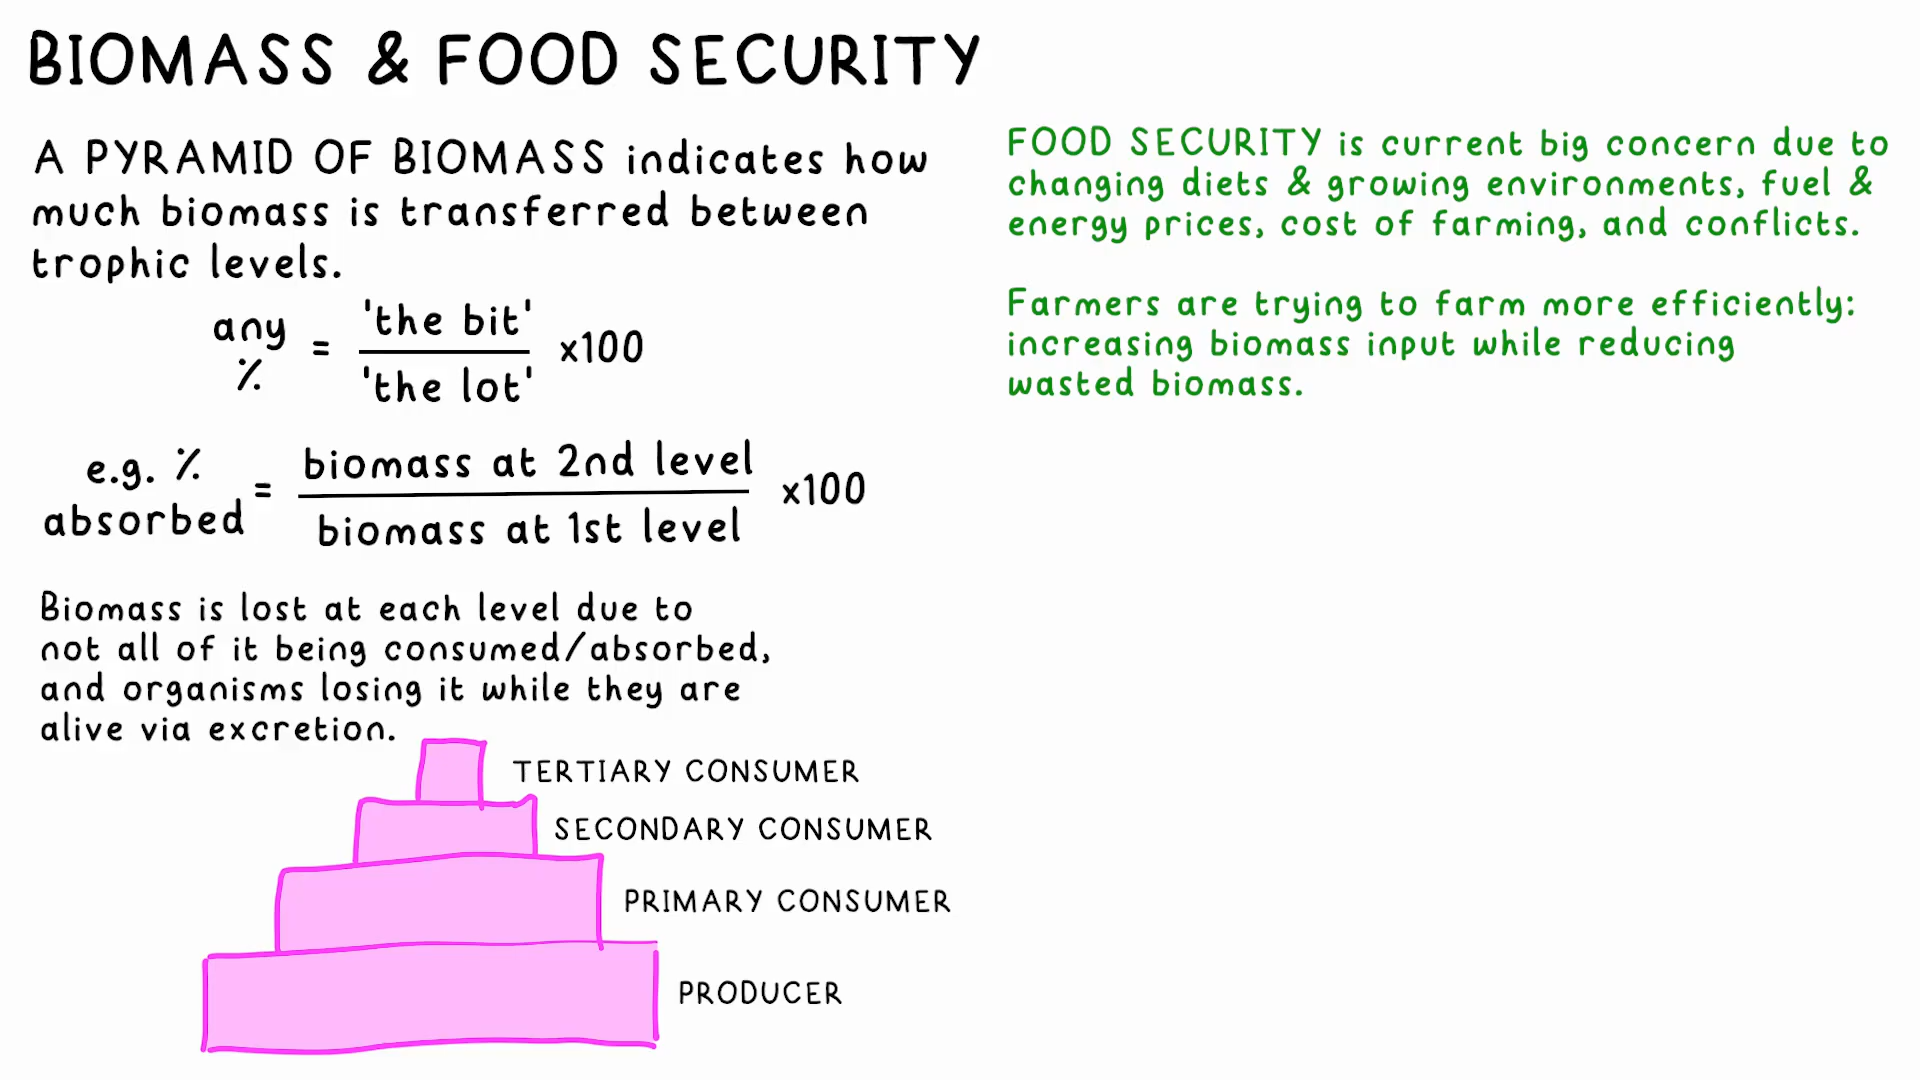 BIOMASS & FOOD SECURITY
A PYRAMID OF BIOMASS indicates how
much biomass is transferred between
trophic levels.
any % = 'the bit' / 'the lot' x100
e.g. % absorbed = biomass at 2nd level / biomass at 1st level x100
Biomass is lost at each level due to
not all of it being consumed/absorbed,
and organisms losing it while they are
alive via excretion.
TERTIARY CONSUMER
SECONDARY CONSUMER
PRIMARY CONSUMER
PRODUCER
FOOD SECURITY is current big concern due to
changing diets & growing environments, fuel &
energy prices, cost of farming, and conflicts.
Farmers are trying to farm more efficiently:
increasing biomass input while reducing
wasted biomass.